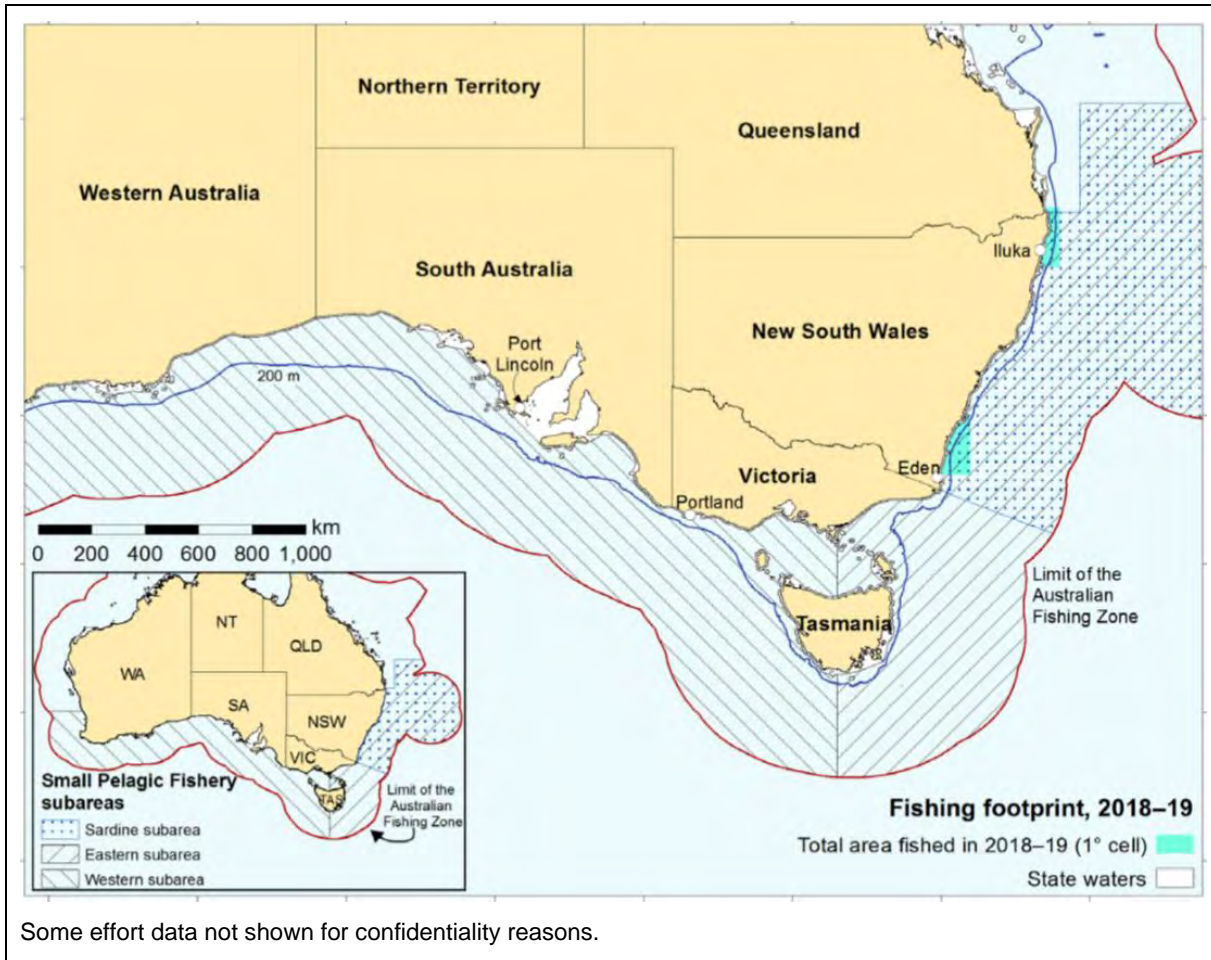 Northern Territory
Queensland
Western Australia
Iluka
South Australia
New South Wales
Port
Lincoln
200 m
Eden
Victoria
Portland
km
0 200 400 600 800 1,000
Limit of the
Australian
Fishing Zone
Tasmania
NT
QLD
WA
SA
NSW
VIC
TAS
Small Pelagic Fishery
subareas
Limit of the
Australian
Fishing Zone
Sardine subarea
Eastern subarea
Western subarea
Fishing footprint, 2018–19
Total area fished in 2018–19 (1° cell)
State waters
Some effort data not shown for confidentiality reasons.